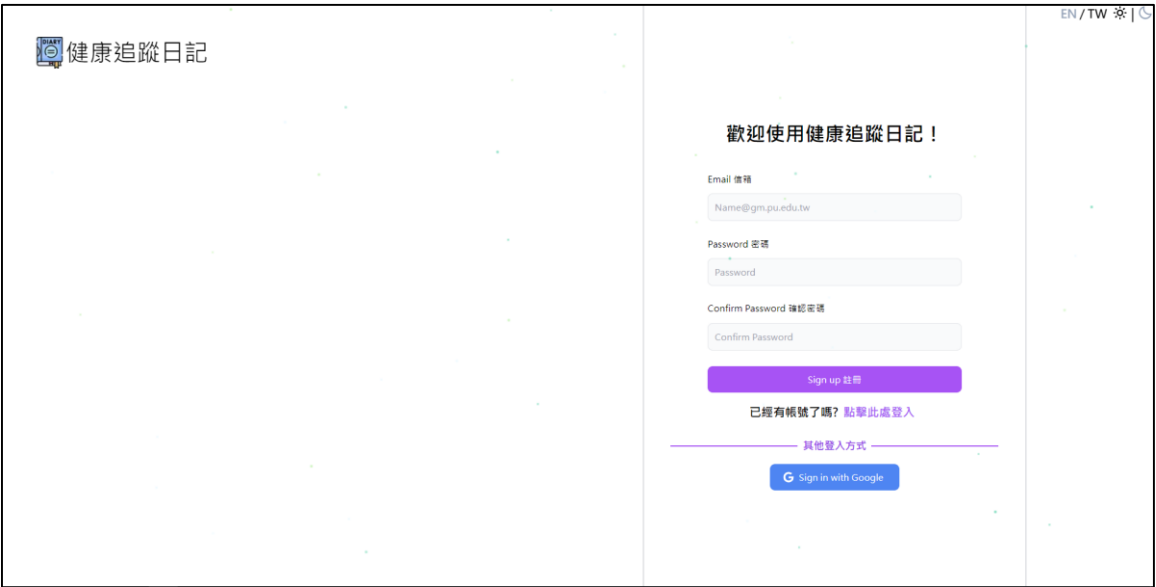 EN / TW
DIARY
健康追蹤日記
歡迎使用健康追蹤日記！
Email 信箱
Name@gm.pu.edu.tw
Password 密碼
Password
Confirm Password 確認密碼
Confirm Password
Sign up 註冊
已經有帳號了嗎? 點擊此處登入
其他登入方式
G Sign in with Google